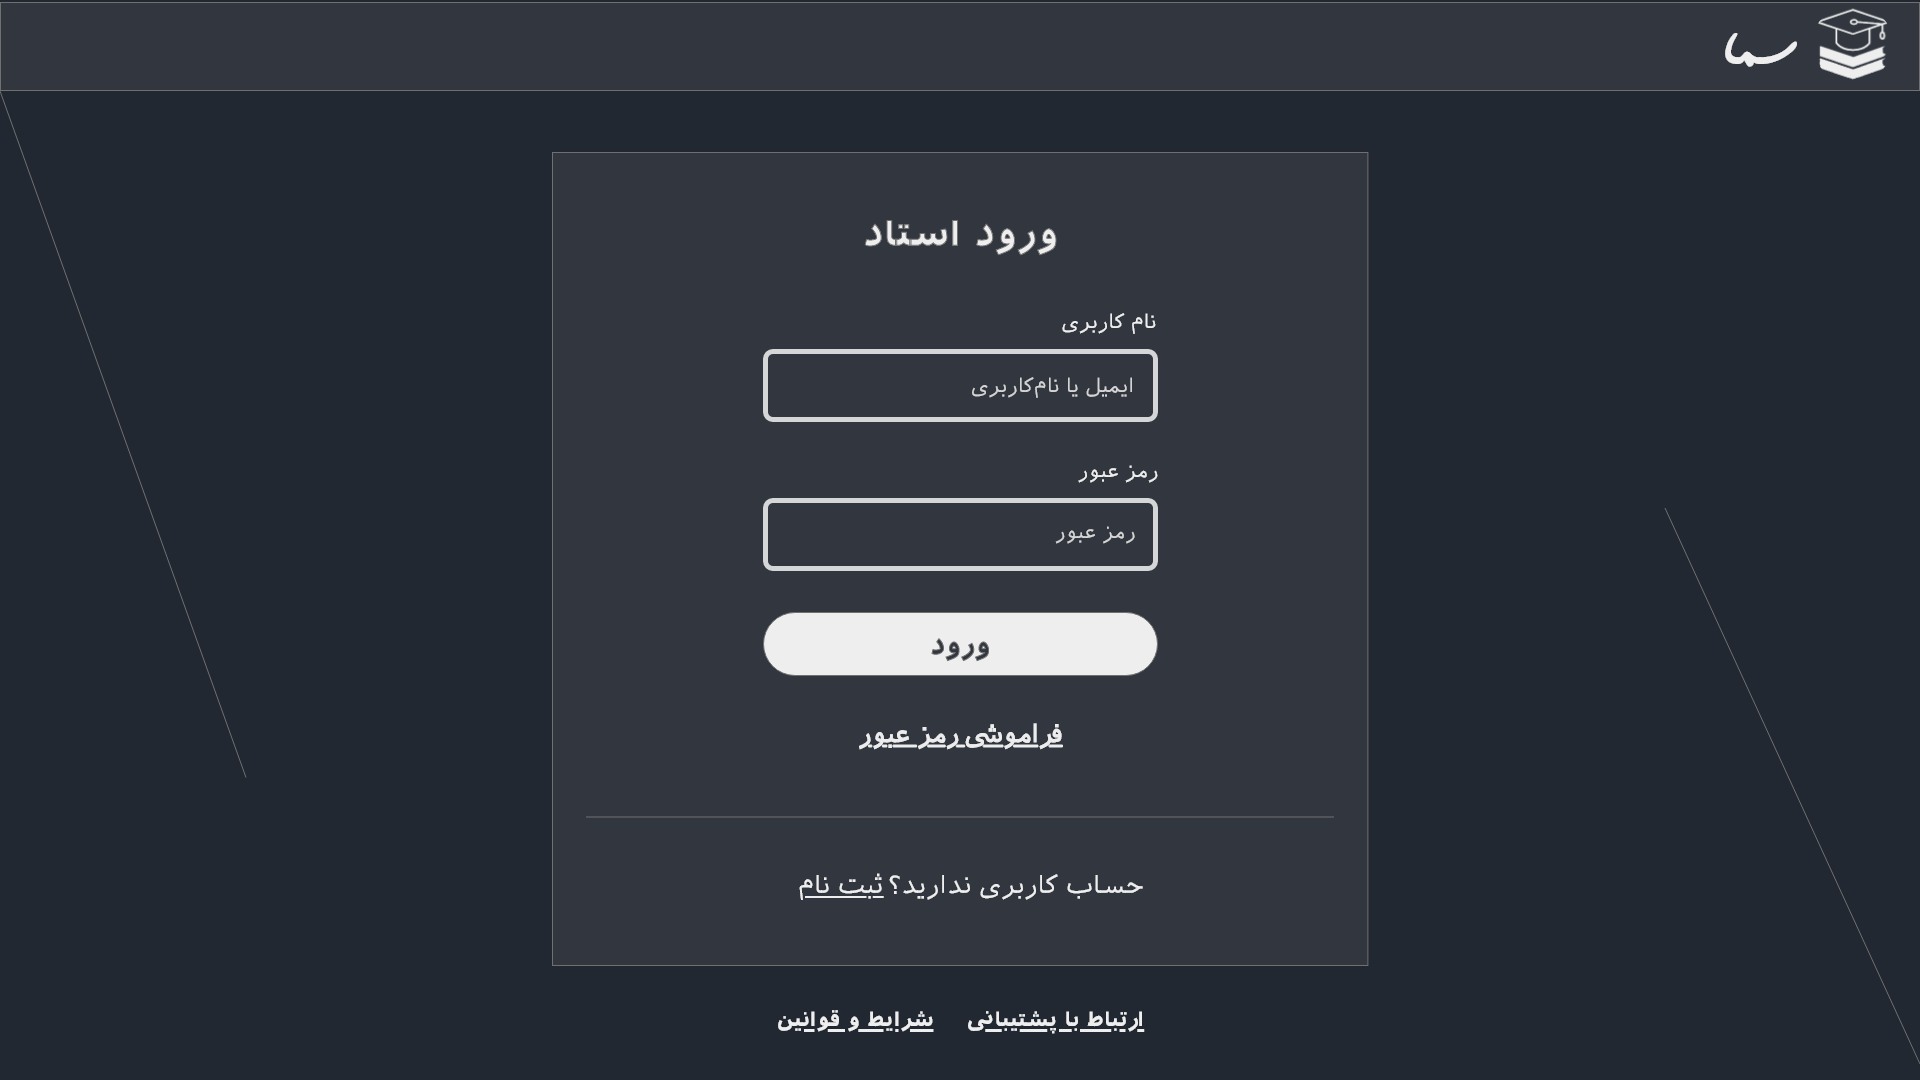 سما
ورود استاد
نام کاربری
ایمیل یا نام‌کاربری
رمز عبور
رمز عبور
ورود
فراموشی رمز عبور
حساب کاربری ندارید؟ ثبت نام
ارتباط با پشتیبانی شرایط و قوانین